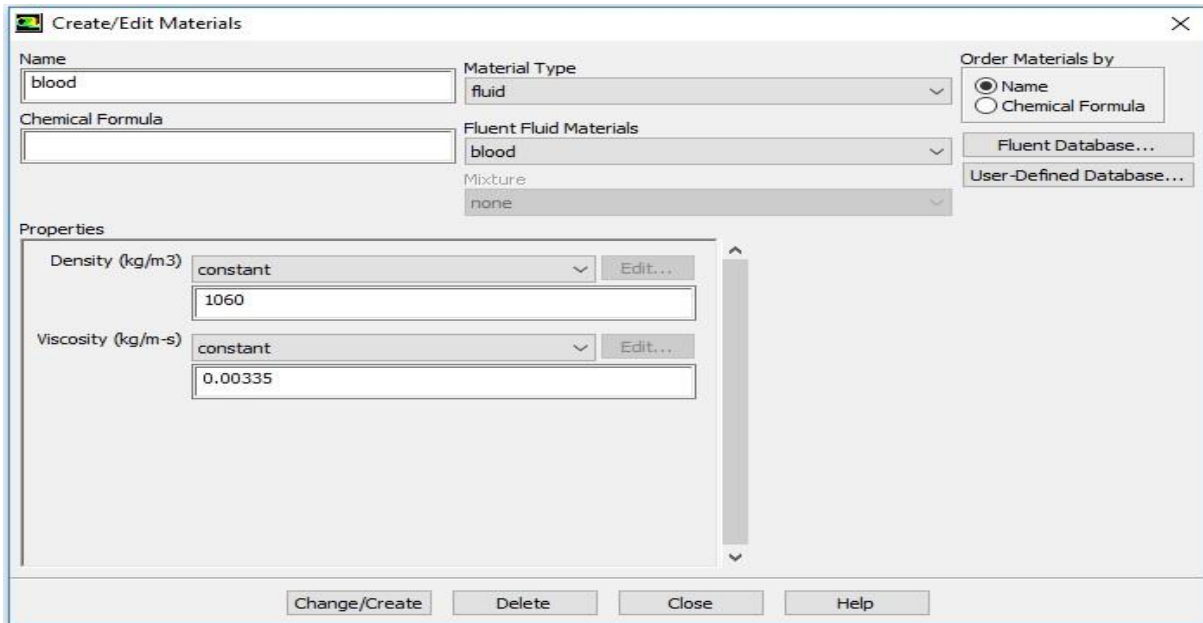 Create/Edit Materials
Name
blood
Chemical Formula
Material Type
fluid
Fluent Fluid Materials
blood
Mixture
none
Order Materials by
Name
Chemical Formula
Fluent Database...
User-Defined Database...
Properties
Density (kg/m3) constant Edit...
1060
Viscosity (kg/m-s) constant Edit...
0.00335
Change/Create Delete Close Help